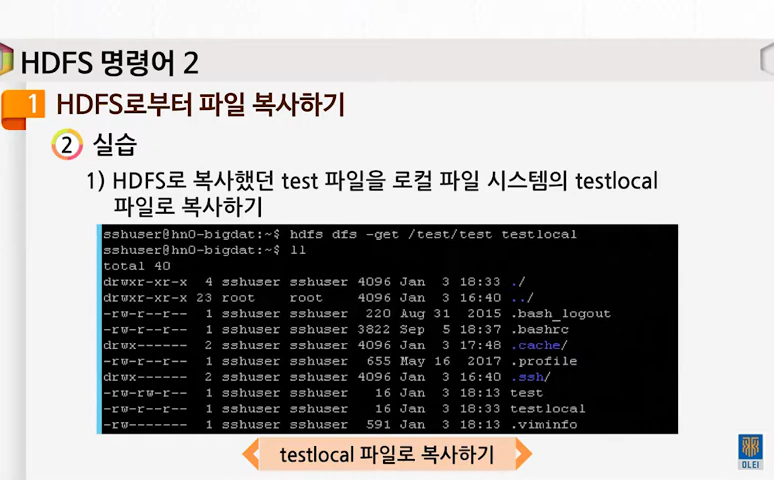 HDFS 명령어 2
1 HDFS로부터 파일 복사하기
2 실습
1) HDFS로 복사했던 test 파일을 로컬 파일 시스템의 testlocal
파일로 복사하기
sshuser@hn0-bigdat:~$ hdfs dfs -get /test/test testlocal
sshuser@hn0-bigdat:~$ ll
total 40
drwxr-xr-x 4 sshuser sshuser 4096 Jan 3 18:33 ./
drwxr-xr-x 23 root root 4096 Jan 3 16:40 ../
-rw-r--r-- 1 sshuser sshuser 220 Aug 31 2015 .bash_logout
-rw-r--r-- 1 sshuser sshuser 3822 Sep 5 18:37 .bashrc
drwx------ 2 sshuser sshuser 4096 Jan 3 17:48 .cache/
-rw-r--r-- 1 sshuser sshuser 655 May 16 2017 .profile
drwx------ 2 sshuser sshuser 4096 Jan 3 16:40 .ssh/
-rw-rw-r-- 1 sshuser sshuser 16 Jan 3 18:13 test
-rw-r--r-- 1 sshuser sshuser 16 Jan 3 18:33 testlocal
-rw------- 1 sshuser sshuser 591 Jan 3 18:13 .viminfo
testlocal 파일로 복사하기
OLEI